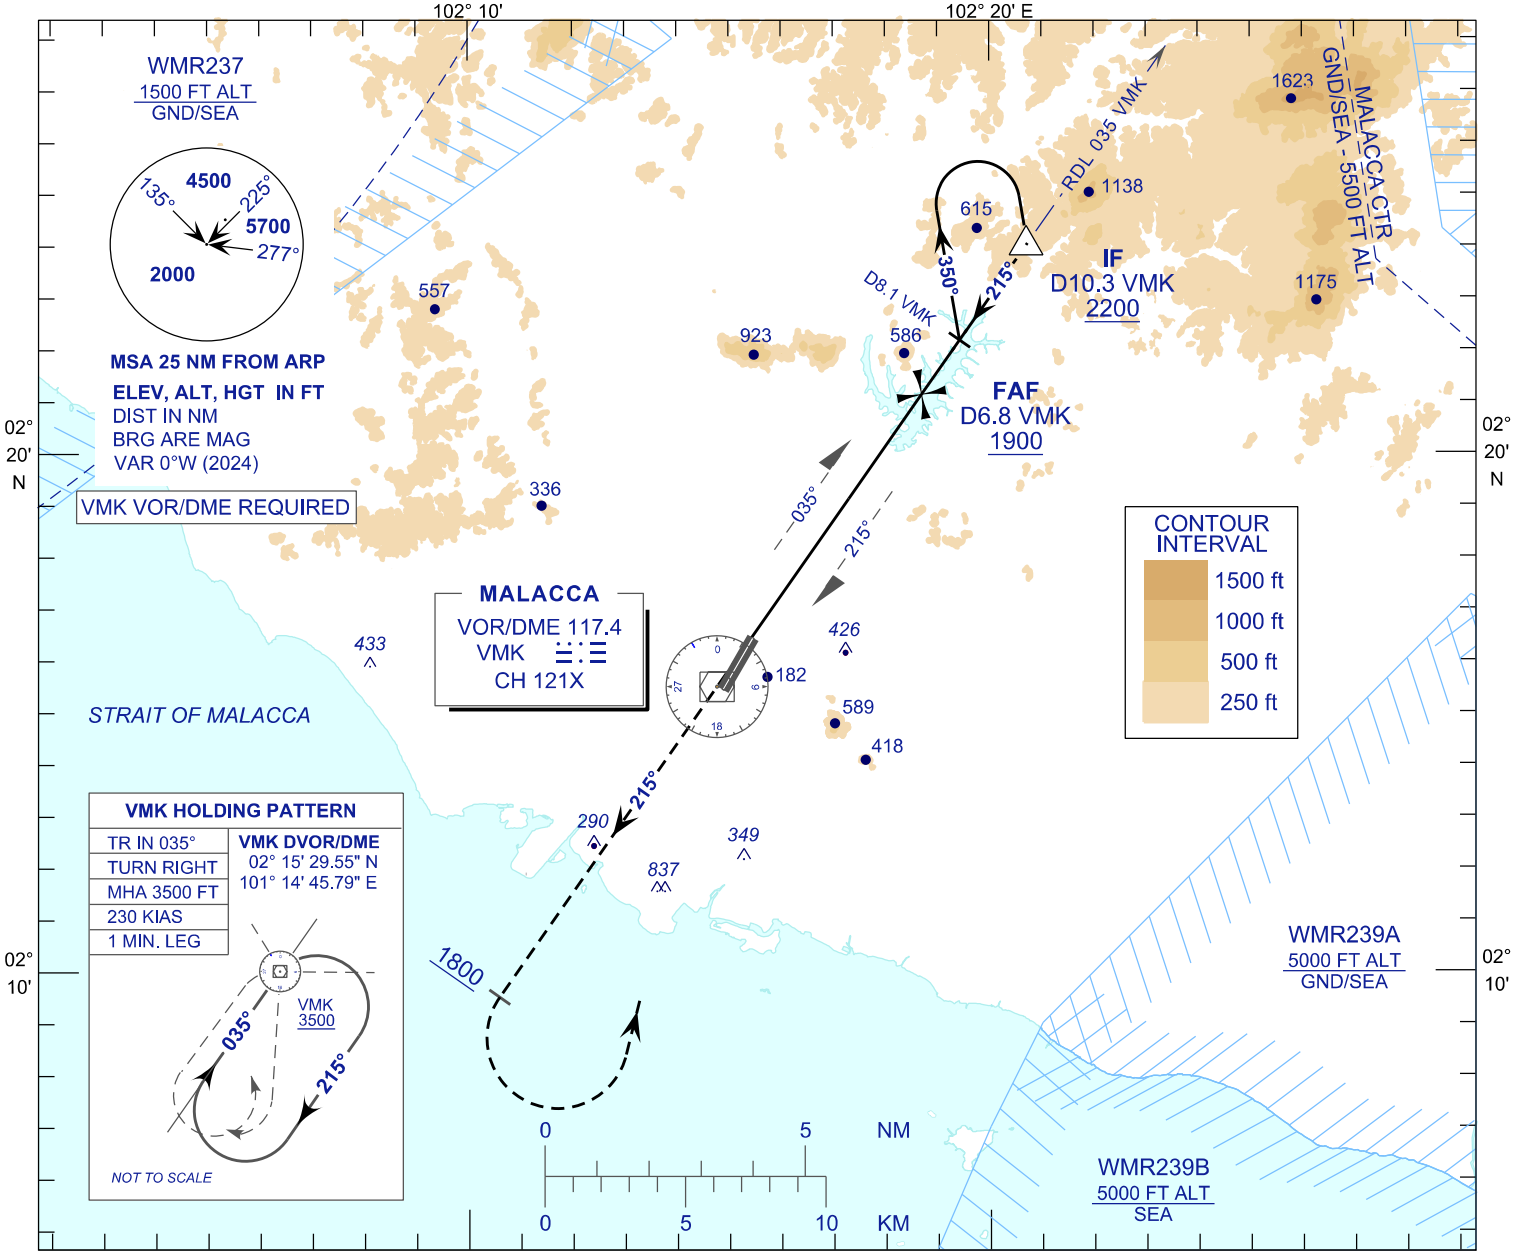 102° 10'
102° 20' E
WMR237
1500 FT ALT
GND/SEA
4500
135°
225°
5700
277°
2000
MSA 25 NM FROM ARP
ELEV, ALT, HGT IN FT
DIST IN NM
BRG ARE MAG
VAR 0°W (2024)
VMK VOR/DME REQUIRED
02°
20'
N
02°
20'
N
1623
MALACCA CTR
GND/SEA - 5500 FT ALT
RDL 035 VMK
1138
615
IF
D10.3 VMK
2200
350°
215°
D8.1 VMK
1175
557
923
586
FAF
D6.8 VMK
1900
336
035°
215°
CONTOUR
INTERVAL
1500 ft
1000 ft
500 ft
250 ft
MALACCA
VOR/DME 117.4
VMK
CH 121X
433
426
0
9
18
27
182
589
418
STRAIT OF MALACCA
215°
290
349
837
VMK HOLDING PATTERN
TR IN 035°
TURN RIGHT
MHA 3500 FT
230 KIAS
1 MIN. LEG
VMK DVOR/DME
02° 15' 29.55" N
101° 14' 45.79" E
VMK
3500
035°
215°
NOT TO SCALE
1800
02°
10'
02°
10'
WMR239A
5000 FT ALT
GND/SEA
WMR239B
5000 FT ALT
SEA
0 5 NM
0 5 10 KM